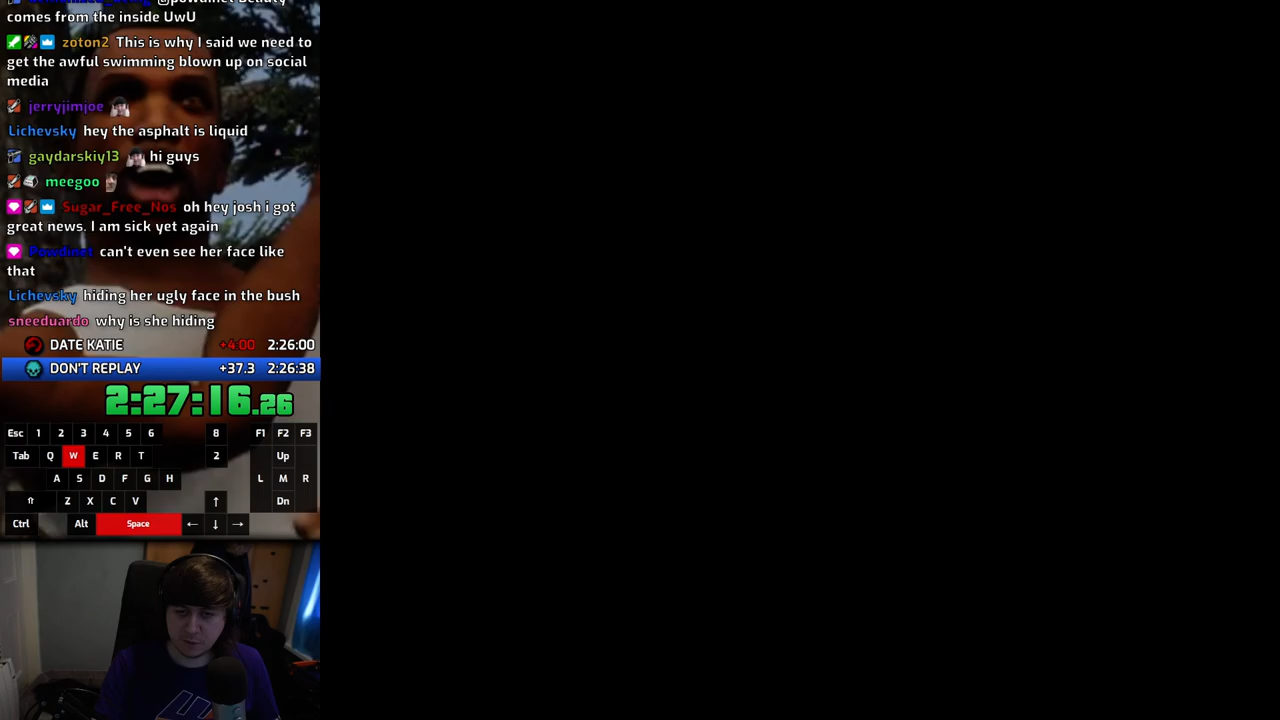 comes from the inside UwU
zoton2 This is why I said we need to
get the awful swimming blown up on social
media
jerryjimjoe
Lichevsky hey the asphalt is liquid
gaydarskiy13 hi guys
meegoo
Sugar_Free_Nos oh hey josh i got
great news. I am sick yet again
Powdinet can't even see her face like
that
Lichevsky hiding her ugly face in the bush
sneeduardo why is she hiding
DATE KATIE +4:00 2:26:00
DON'T REPLAY +37.3 2:26:38
2:27:16.26
Esc 1 2 3 4 5 6 8 F1 F2 F3
Tab Q W E R T 2 Up
A S D F G H L M R
⇧ Z X C V ↑ Dn
Ctrl Alt Space ← ↓ →